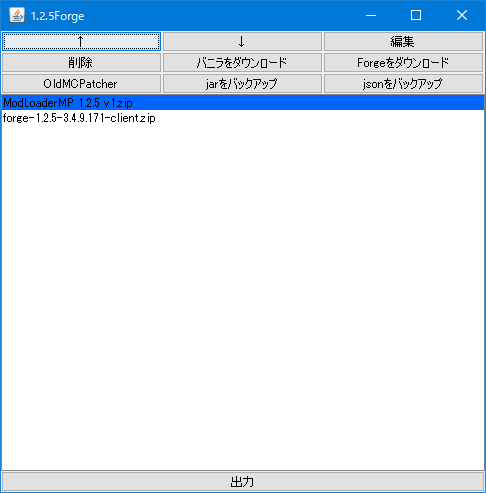 1.2.5Forge
↑ ↓ 編集
削除 バニラをダウンロード Forgeをダウンロード
OldMCPatcher jarをバックアップ jsonをバックアップ
ModLoaderMP 1.2.5 v1.zip
forge-1.2.5-3.4.9.171-client.zip
出力